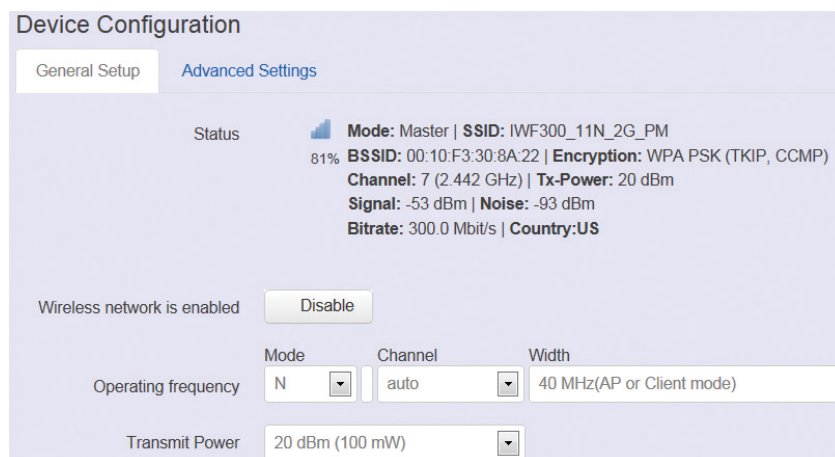 Device Configuration
General Setup Advanced Settings
Status
Mode: Master | SSID: IWF300_11N_2G_PM
81% BSSID: 00:10:F3:30:8A:22 | Encryption: WPA PSK (TKIP, CCMP)
Channel: 7 (2.442 GHz) | Tx-Power: 20 dBm
Signal: -53 dBm | Noise: -93 dBm
Bitrate: 300.0 Mbit/s | Country:US
Wireless network is enabled Disable
Mode Channel Width
Operating frequency N auto 40 MHz(AP or Client mode)
Transmit Power 20 dBm (100 mW)